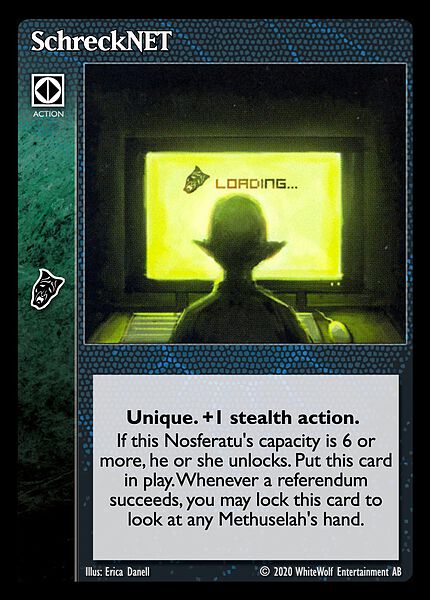 SchreckNET
ACTION
LOADING...
Unique. +1 stealth action.
If this Nosferatu's capacity is 6 or
more, he or she unlocks. Put this card
in play. Whenever a referendum
succeeds, you may lock this card to
look at any Methuselah's hand.
Illus: Erica Danell
© 2020 WhiteWolf Entertainment AB